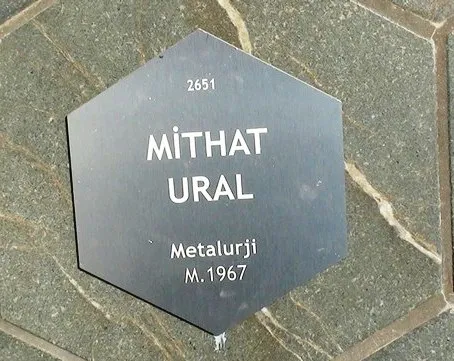 2651
MİTHAT
URAL
Metalurji
M.1967